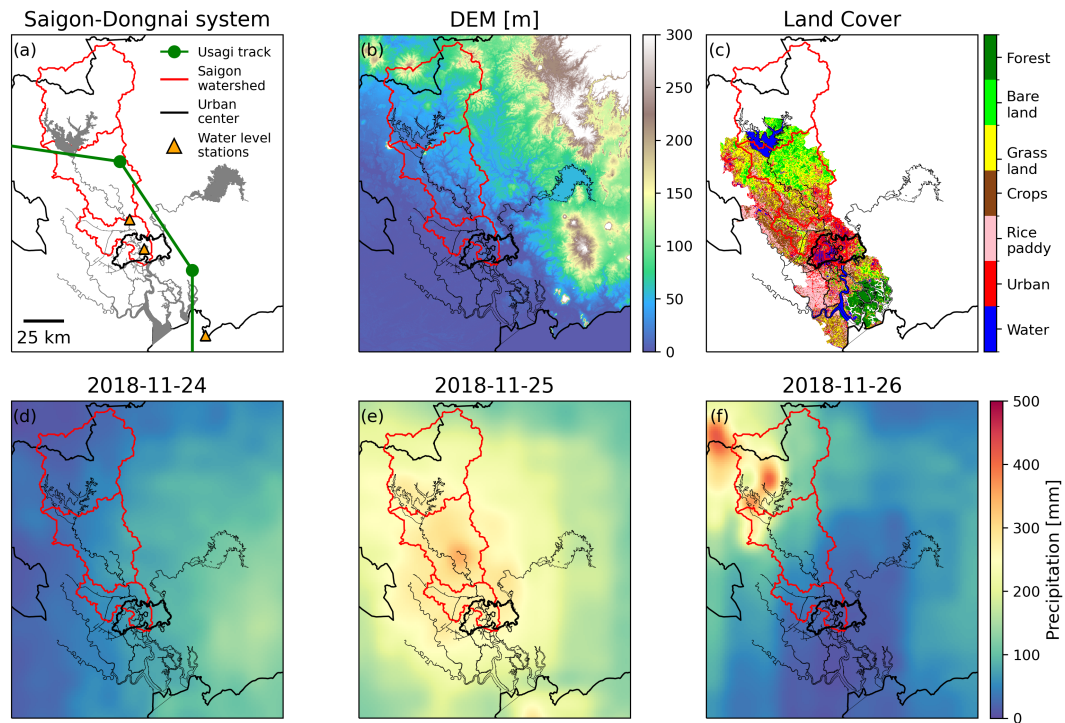 Saigon-Dongnai system
DEM [m]
Land Cover
(a)
Usagi track
Saigon
watershed
Urban
center
Water level
stations
25 km
(b)
300
250
200
150
100
50
0
(c)
Forest
Bare
land
Grass
land
Crops
Rice
paddy
Urban
Water
2018-11-24
2018-11-25
2018-11-26
(d)
(e)
(f)
500
400
300
200
100
0
Precipitation [mm]